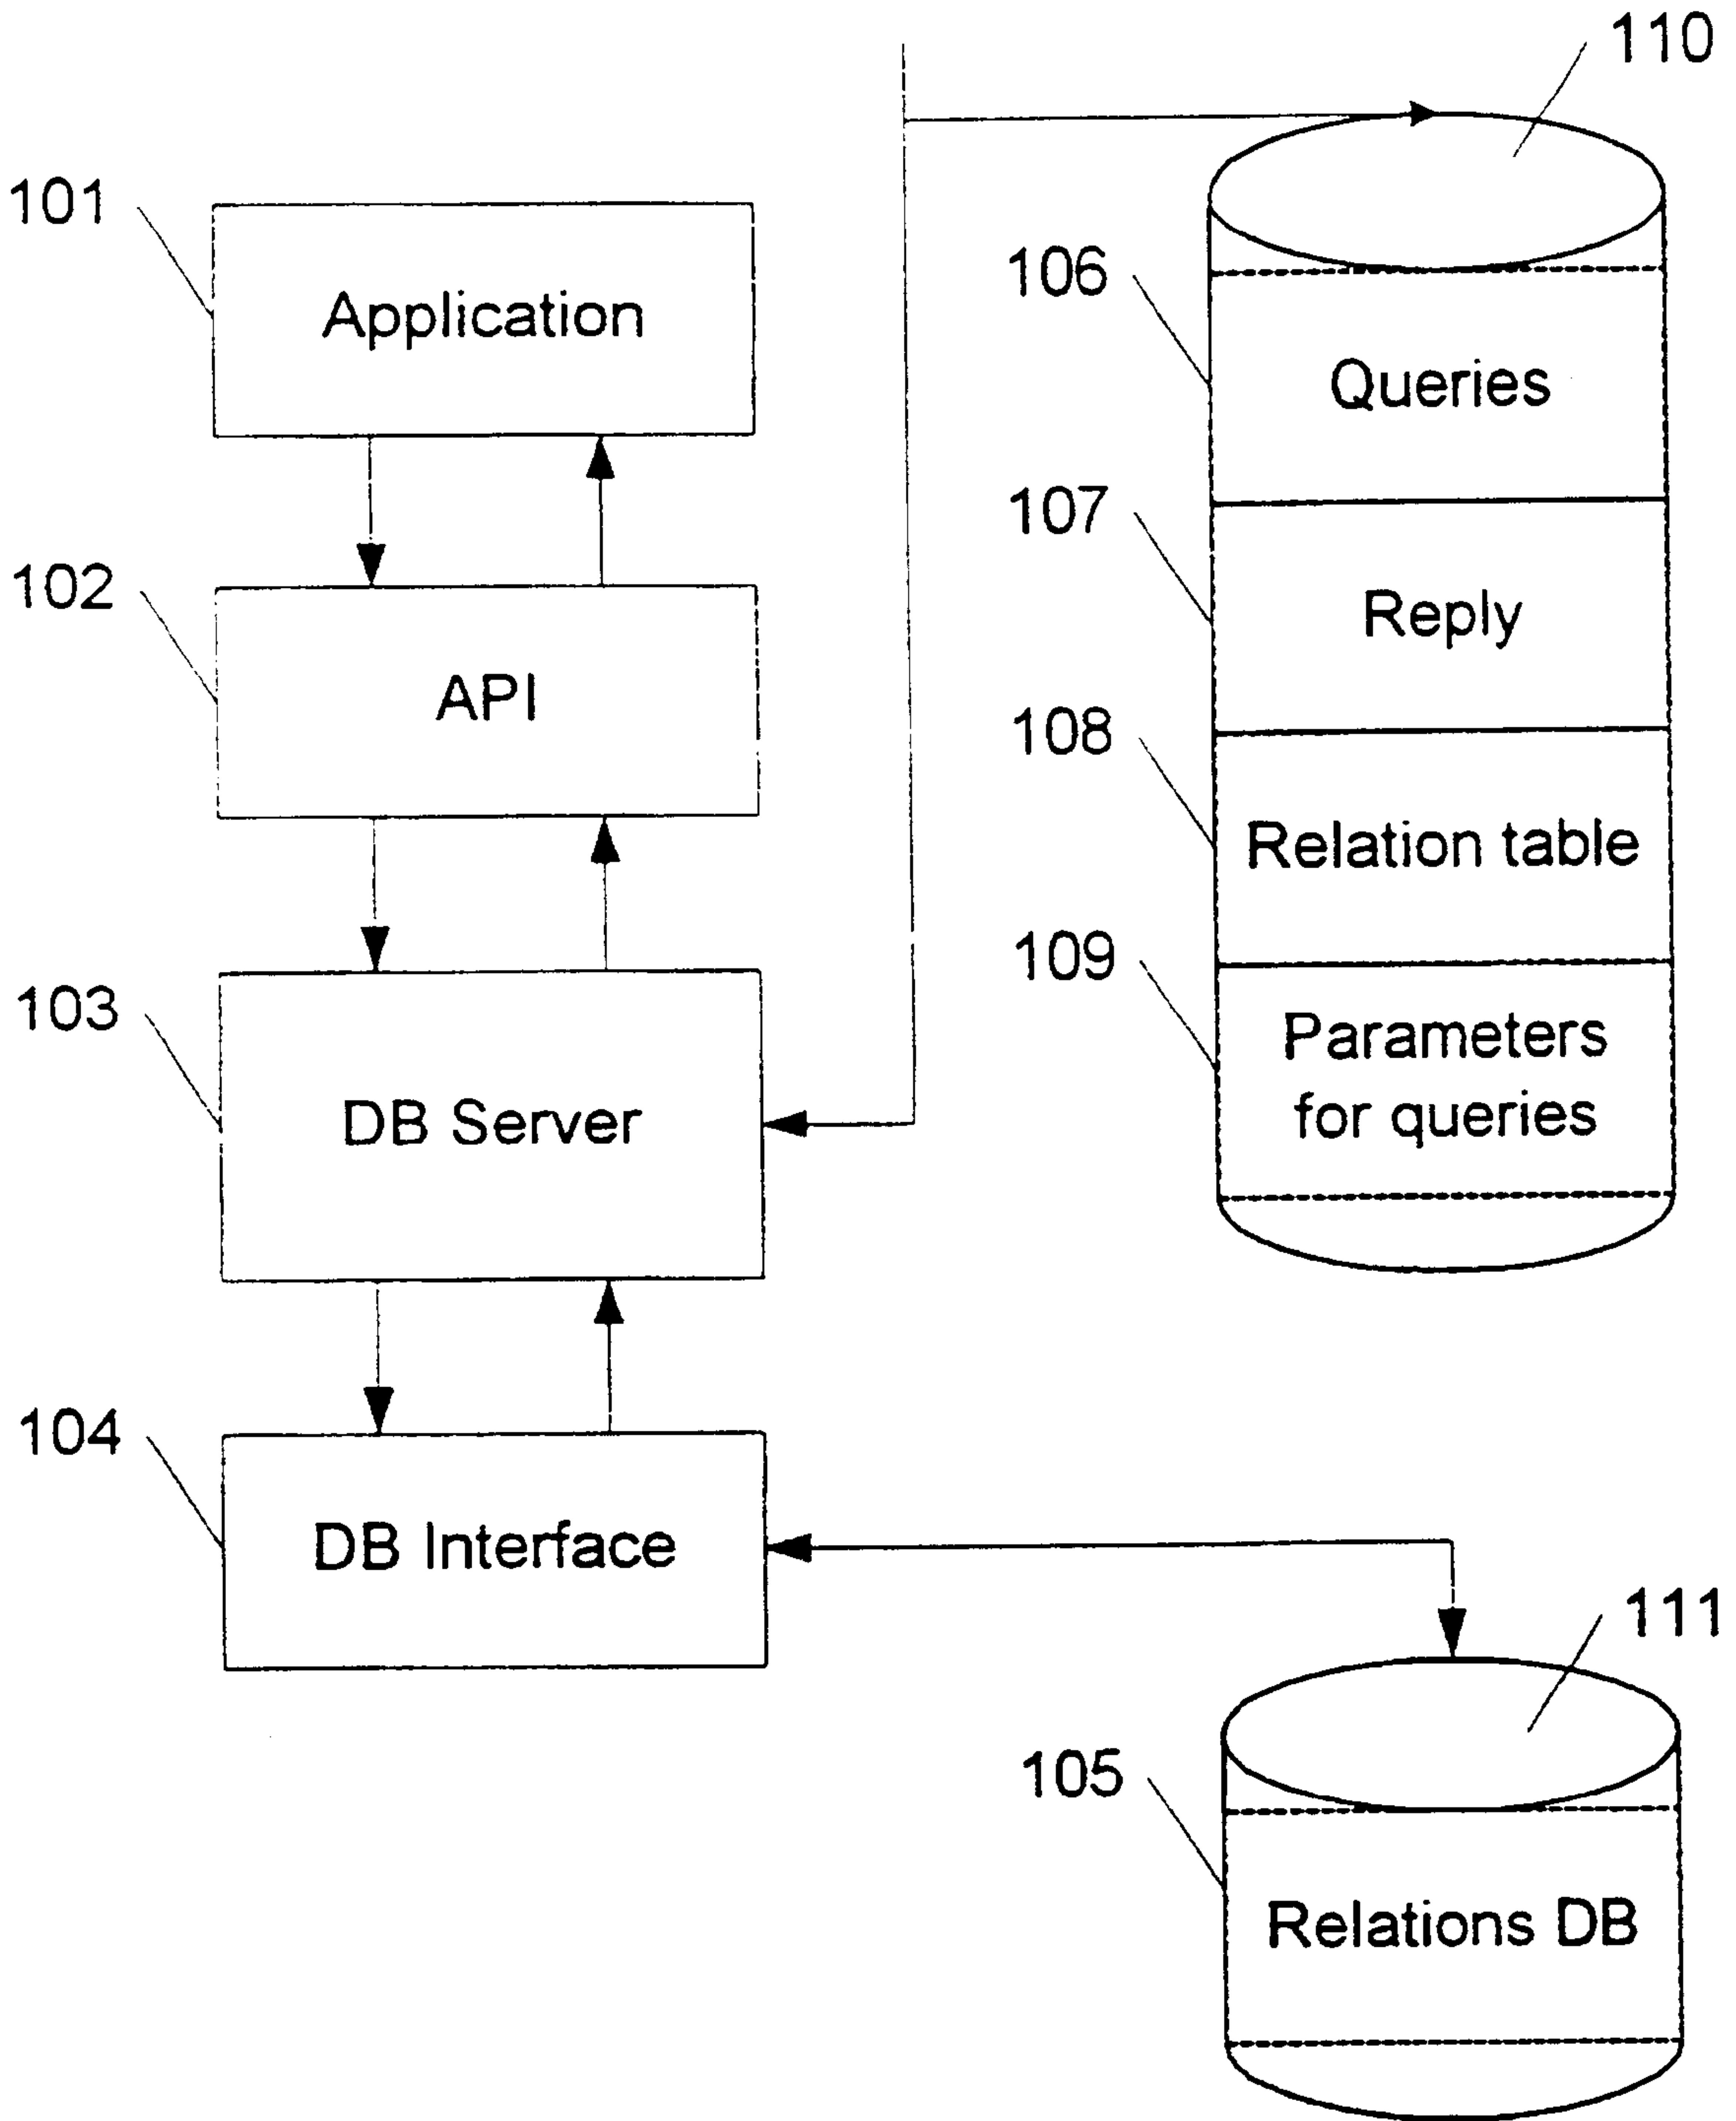 110
101
Application
106
Queries
107
Reply
102
API
108
Relation table
109
Parameters
for queries
103
DB Server
104
DB Interface
111
105
Relations DB